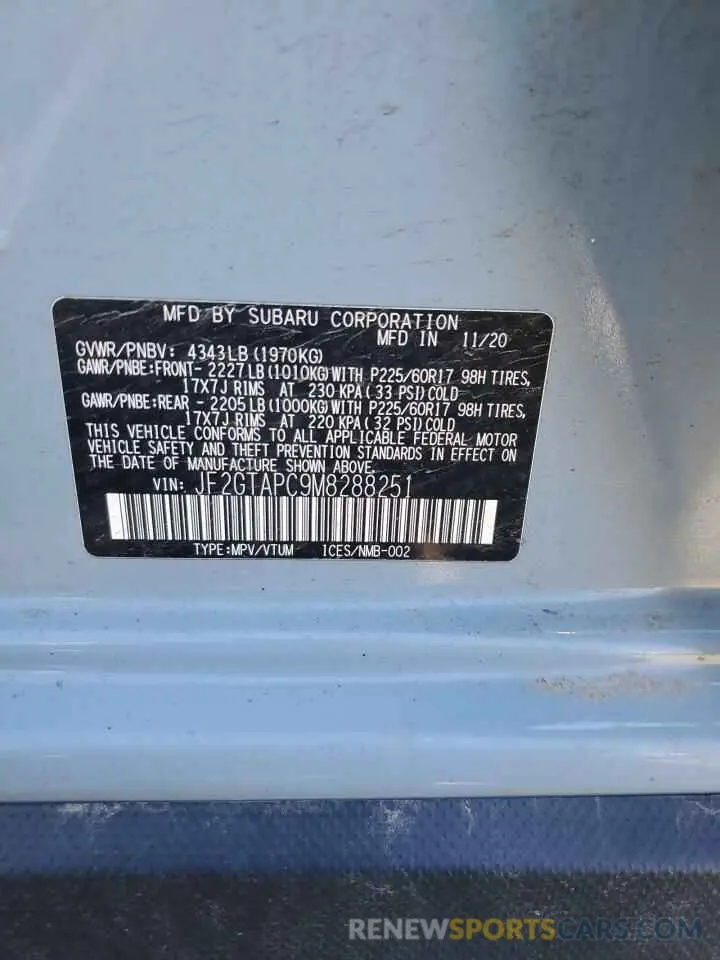 MFD BY SUBARU CORPORATION
MFD IN 11/20
GVWR/PNBV: 4343LB (1970KG)
GAWR/PNBE:FRONT- 2227LB(1010KG)WITH P225/60R17 98H TIRES,
17X7J RIMS AT 230 KPA(33 PSI)COLD
GAWR/PNBE:REAR - 2205LB(1000KG)WITH P225/60R17 98H TIRES,
17X7J RIMS AT 220 KPA(32 PSI)COLD
THIS VEHICLE CONFORMS TO ALL APPLICABLE FEDERAL MOTOR
VEHICLE SAFETY AND THEFT PREVENTION STANDARDS IN EFFECT ON
THE DATE OF MANUFACTURE SHOWN ABOVE.
VIN: JF2GTAPC9M8288251
TYPE:MPV/VTUM 1CES/NMB-002
RENEWSPORTSCARS.COM